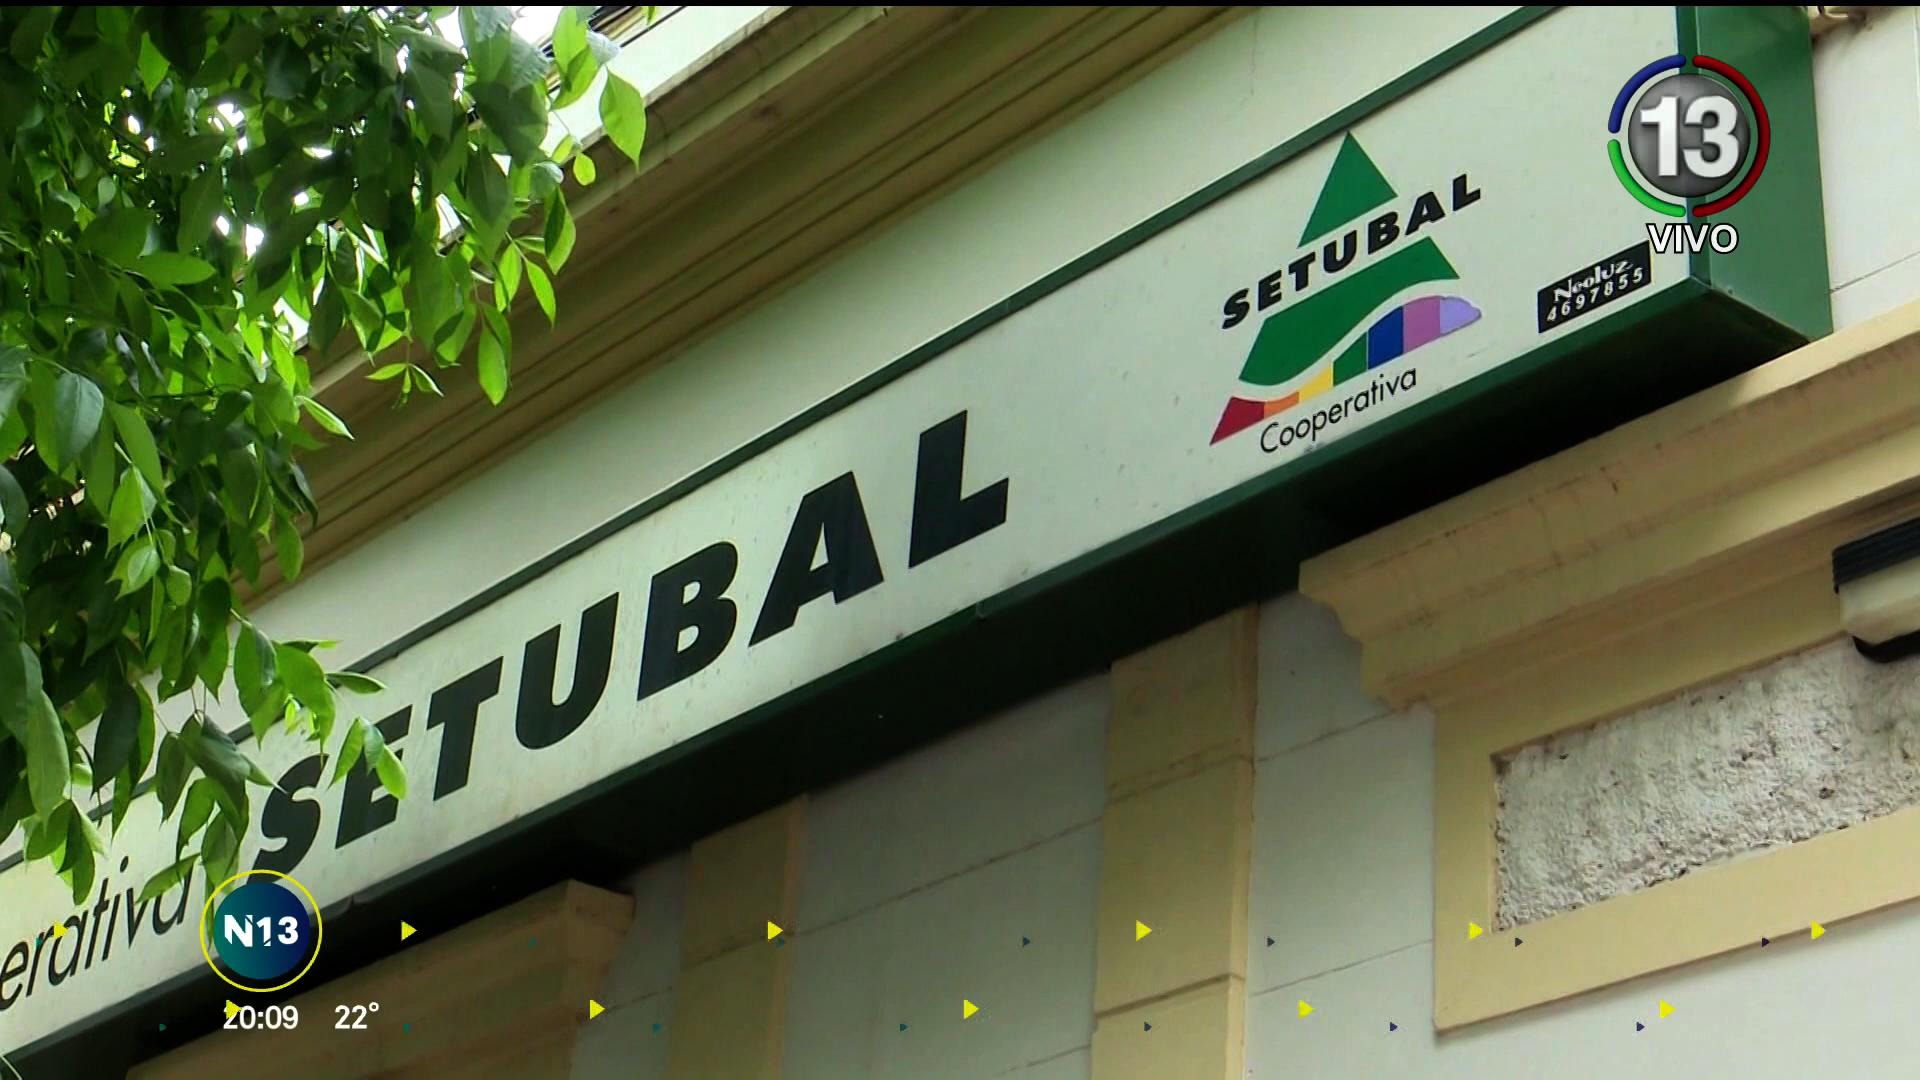 13
VIVO
SETUBAL
Cooperativa
Neoluz
4697855
SETUBAL
erativa
N13
20:09 22°